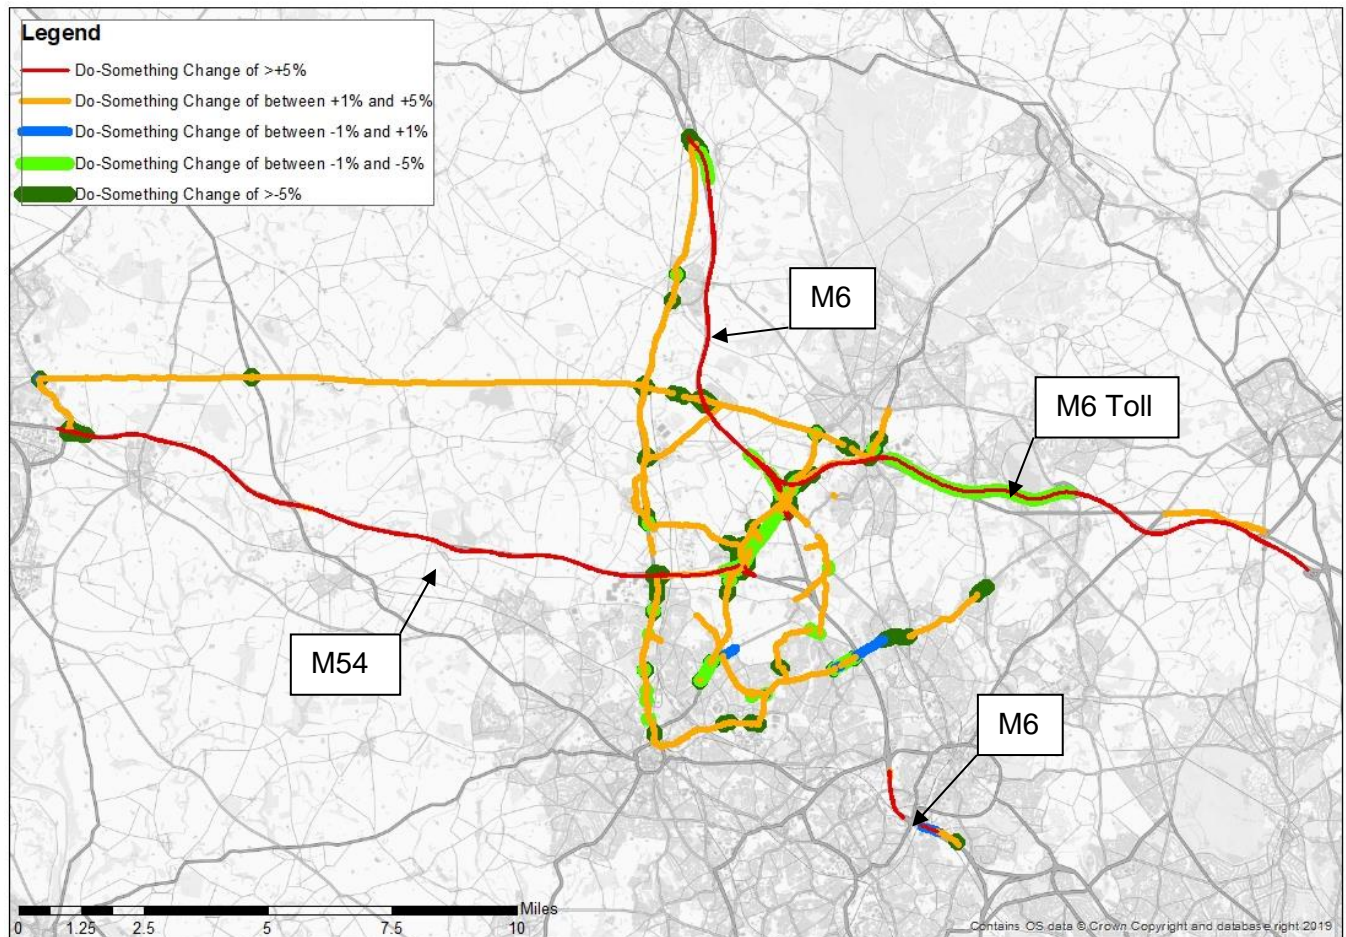 Legend
Do-Something Change of >+5%
Do-Something Change of between +1% and +5%
Do-Something Change of between -1% and +1%
Do-Something Change of between -1% and -5%
Do-Something Change of >-5%
M6
M6 Toll
M54
M6
Miles
0 1.25 2.5 5 7.5 10
Contains OS data © Crown Copyright and database right 2019